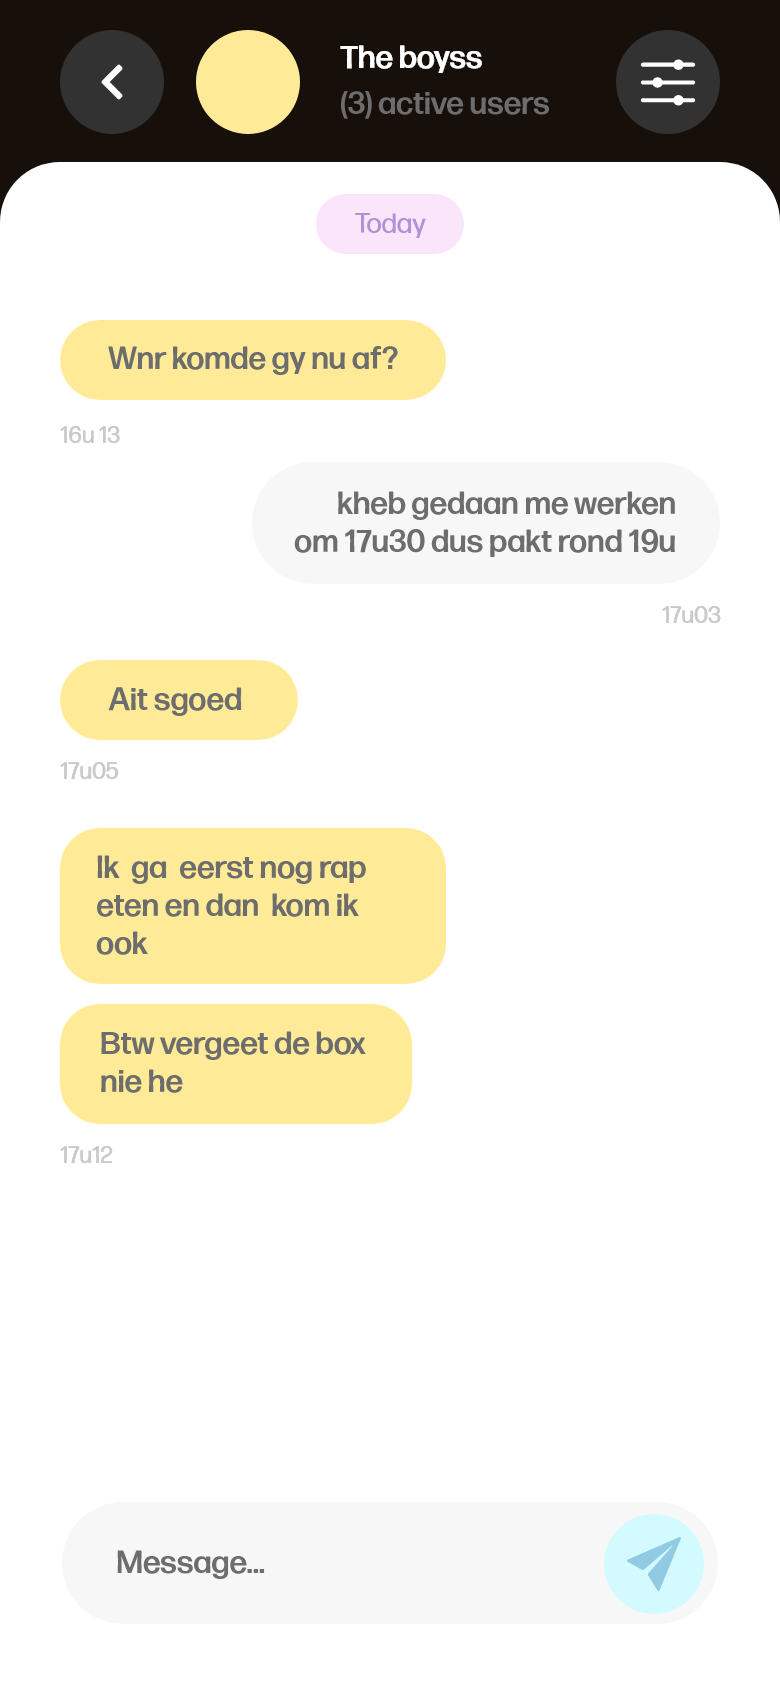 The boyss
(3) active users
Today
Wnr komde gy nu af?
16u 13
kheb gedaan me werken
om 17u30 dus pakt rond 19u
17u03
Ait sgoed
17u05
Ik ga eerst nog rap
eten en dan kom ik
ook
Btw vergeet de box
nie he
17u12
Message...